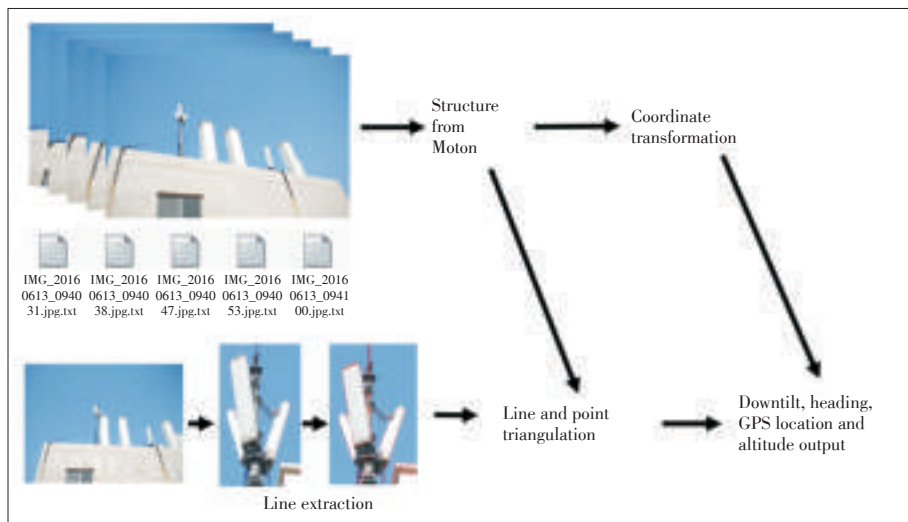 Structure
from
Moton
Coordinate
transformation
IMG_2016
0613_0940
31.jpg.txt
IMG_2016
0613_0940
38.jpg.txt
IMG_2016
0613_0940
47.jpg.txt
IMG_2016
0613_0940
53.jpg.txt
IMG_2016
0613_0941
00.jpg.txt
Line and point
triangulation
Downtilt, heading,
GPS location and
altitude output
Line extraction